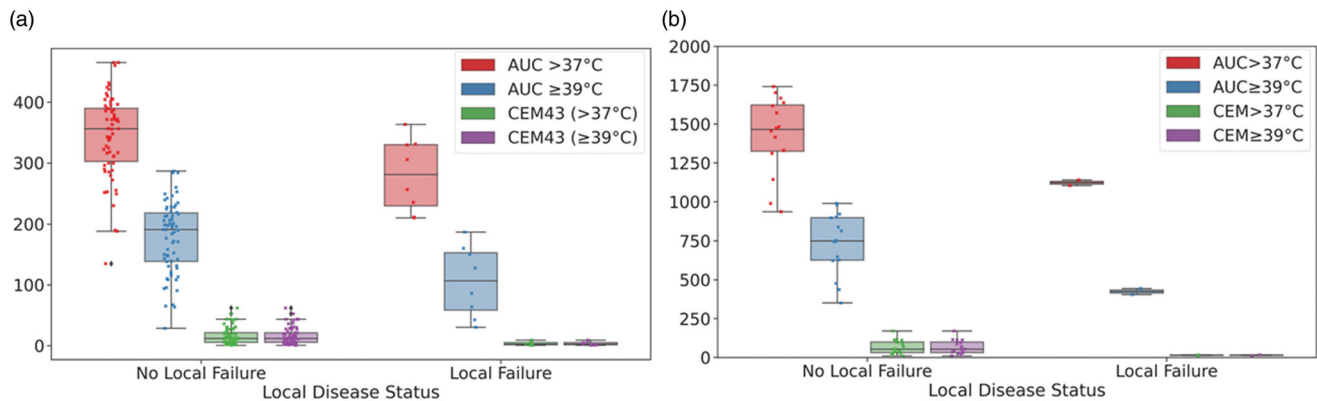 (a)
AUC >37°C
AUC ≥39°C
CEM43 (>37°C)
CEM43 (≥39°C)
400
300
200
100
0
No Local Failure
Local Failure
Local Disease Status
(b)
2000
1750
1500
1250
1000
750
500
250
0
AUC>37°C
AUC≥39°C
CEM>37°C
CEM≥39°C
No Local Failure
Local Failure
Local Disease Status